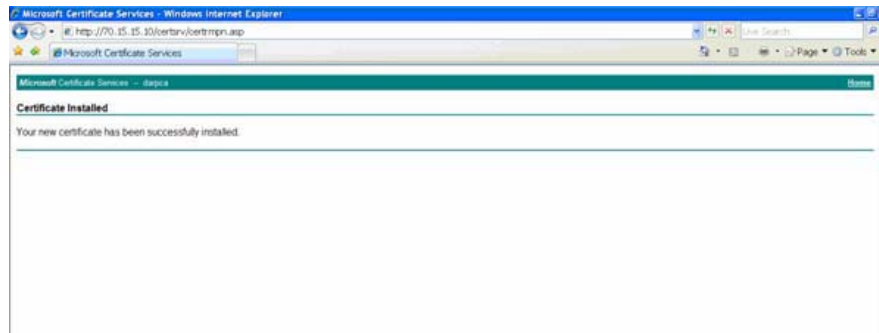 Microsoft Certificate Services - Windows Internet Explorer
http://70.15.15.10/certsrv/certrmpn.asp
Live Search
Microsoft Certificate Services
Page
Tools
Microsoft Certificate Services -- daqca
Home
Certificate Installed
Your new certificate has been successfully installed.